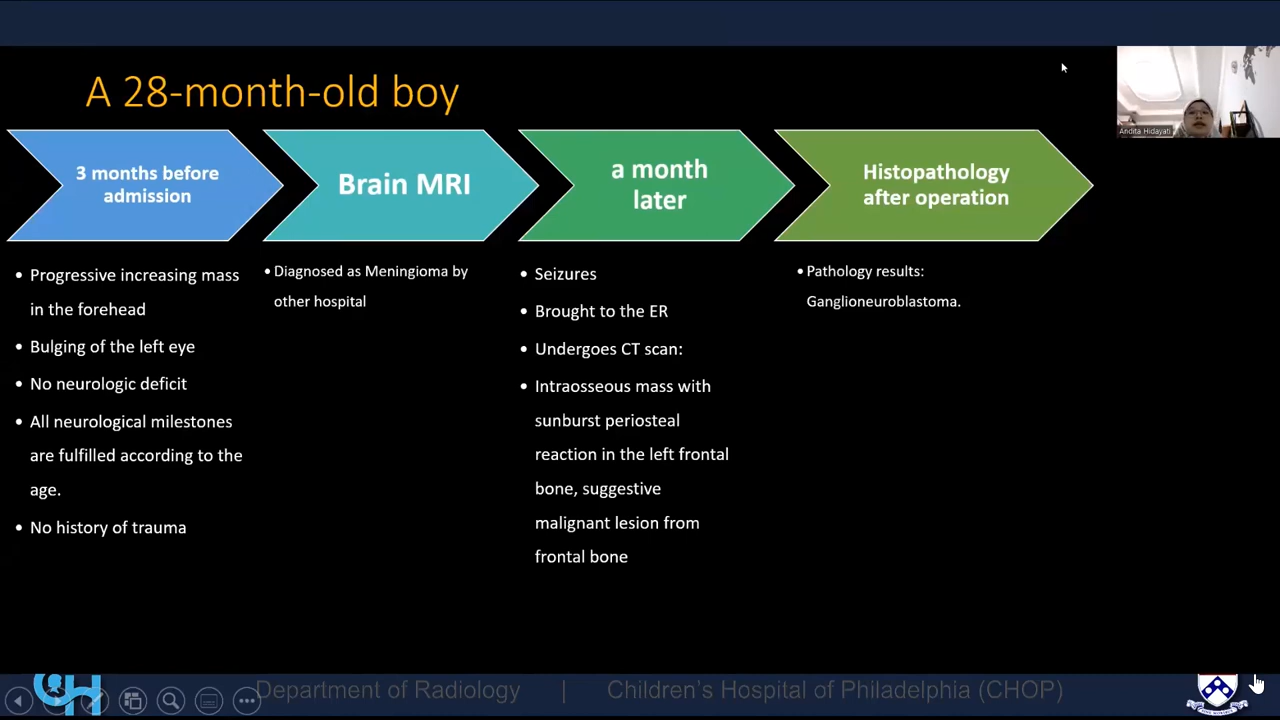 A 28-month-old boy
Andita Hidayati
3 months before
admission
Brain MRI
a month
later
Histopathology
after operation
• Progressive increasing mass
in the forehead
• Bulging of the left eye
• No neurologic deficit
• All neurological milestones
are fulfilled according to the
age.
• No history of trauma
• Diagnosed as Meningioma by
other hospital
• Seizures
• Brought to the ER
• Undergoes CT scan:
• Intraosseous mass with
sunburst periosteal
reaction in the left frontal
bone, suggestive
malignant lesion from
frontal bone
• Pathology results:
Ganglioneuroblastoma.
Department of Radiology | Children's Hospital of Philadelphia (CHOP)